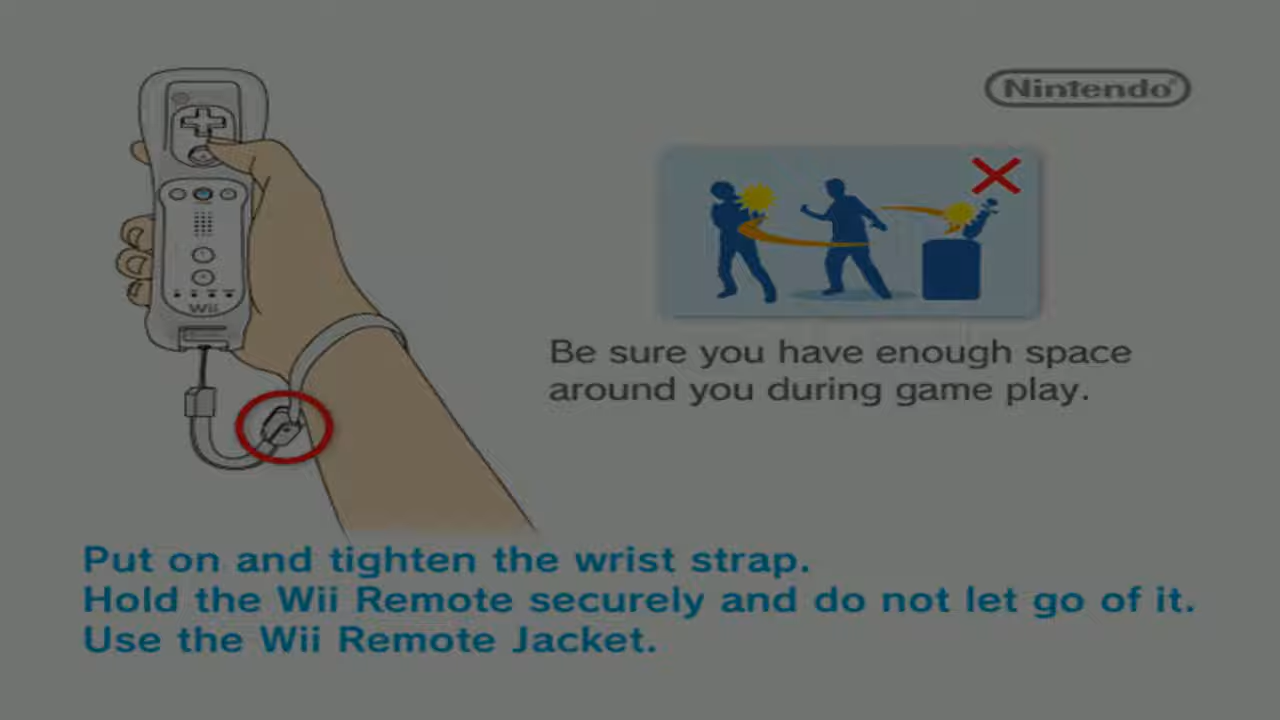 Nintendo®
Wii
Be sure you have enough space
around you during game play.
Put on and tighten the wrist strap.
Hold the Wii Remote securely and do not let go of it.
Use the Wii Remote Jacket.